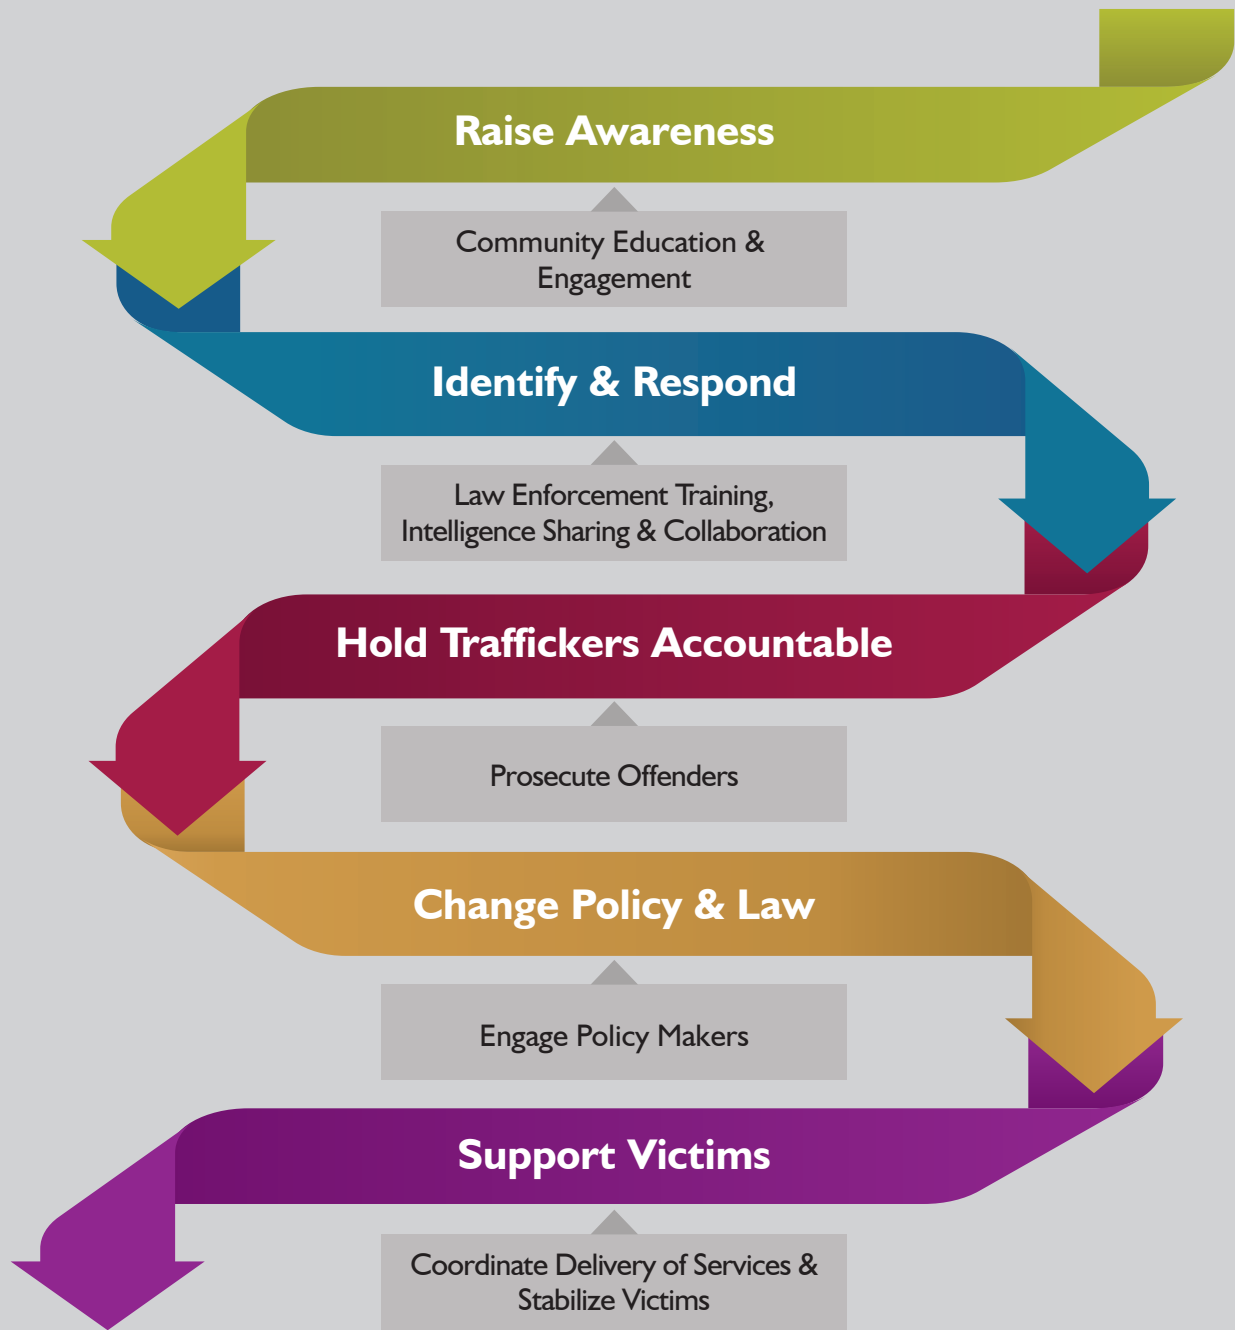 Raise Awareness
Community Education &
Engagement
Identify & Respond
Law Enforcement Training,
Intelligence Sharing & Collaboration
Hold Traffickers Accountable
Prosecute Offenders
Change Policy & Law
Engage Policy Makers
Support Victims
Coordinate Delivery of Services &
Stabilize Victims